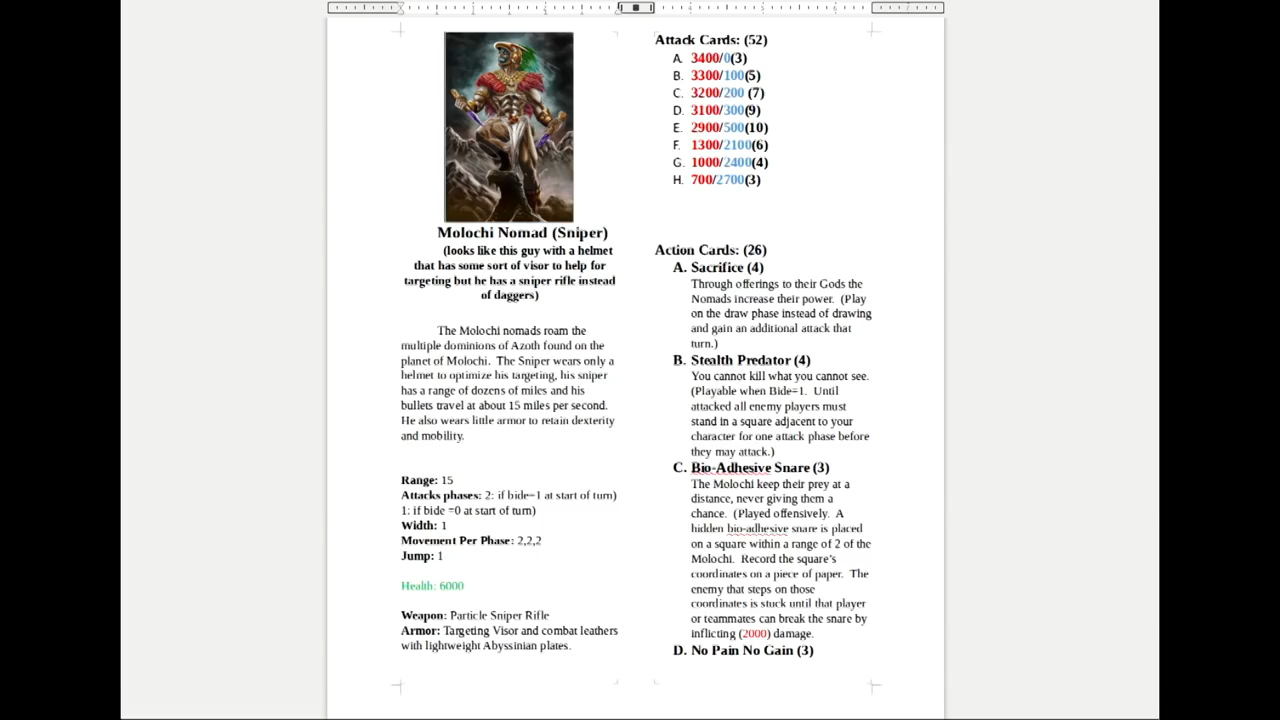 Molochi Nomad (Sniper)
(looks like this guy with a helmet
that has some sort of visor to help for
targeting but he has a sniper rifle instead
of daggers)
The Molochi nomads roam the
multiple dominions of Azoth found on the
planet of Molochi.  The Sniper wears only a
helmet to optimize his targeting, his sniper
has a range of dozens of miles and his
bullets travel at about 15 miles per second.
He also wears little armor to retain dexterity
and mobility.
Range: 15
Attacks phases: 2: if bide=1 at start of turn)
1: if bide =0 at start of turn)
Width: 1
Movement Per Phase: 2,2,2
Jump: 1
Health: 6000
Weapon: Particle Sniper Rifle
Armor: Targeting Visor and combat leathers
with lightweight Abyssinian plates.
Attack Cards: (52)
A. 3400/0(3)
B. 3300/100(5)
C. 3200/200 (7)
D. 3100/300(9)
E. 2900/500(10)
F. 1300/2100(6)
G. 1000/2400(4)
H. 700/2700(3)
Action Cards: (26)
A. Sacrifice (4)
Through offerings to their Gods the
Nomads increase their power.  (Play
on the draw phase instead of drawing
and gain an additional attack that
turn.)
B. Stealth Predator (4)
You cannot kill what you cannot see.
(Playable when Bide=1.  Until
attacked all enemy players must
stand in a square adjacent to your
character for one attack phase before
they may attack.)
C. Bio-Adhesive Snare (3)
The Molochi keep their prey at a
distance, never giving them a
chance.  (Played offensively.  A
hidden bio-adhesive snare is placed
on a square within a range of 2 of the
Molochi.  Record the square's
coordinates on a piece of paper.  The
enemy that steps on those
coordinates is stuck until that player
or teammates can break the snare by
inflicting (2000) damage.
D. No Pain No Gain (3)